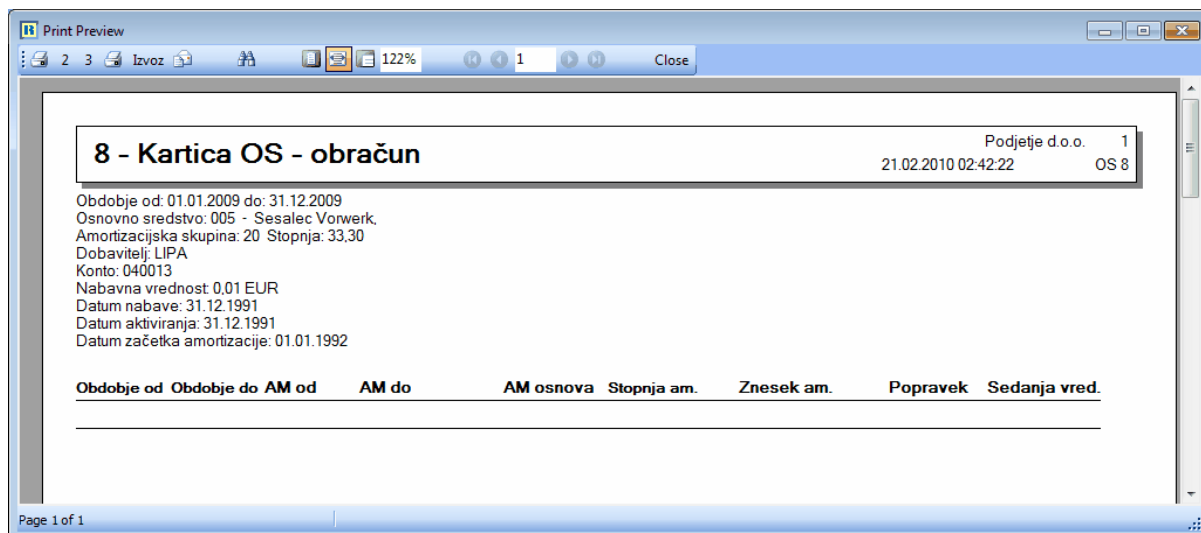 Print Preview
2 3 Izvoz 122% 1 Close
8 - Kartica OS - obračun
Podjetje d.o.o. 1
21.02.2010 02:42:22 OS 8
Obdobje od: 01.01.2009 do: 31.12.2009
Osnovno sredstvo: 005 - Sesalec Vorwerk,
Amortizacijska skupina: 20 Stopnja: 33,30
Dobavitelj: LIPA
Konto: 040013
Nabavna vrednost: 0,01 EUR
Datum nabave: 31.12.1991
Datum aktiviranja: 31.12.1991
Datum začetka amortizacije: 01.01.1992
Obdobje od Obdobje do AM od AM do AM osnova Stopnja am. Znesek am. Popravek Sedanja vred.
Page 1 of 1